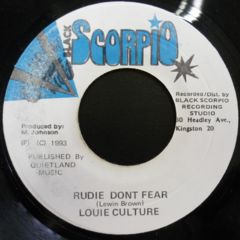 BLACK
SCORPIO
Produced by:
M. Johnson
(P) (C) 1993
PUBLISHED BY
QUIETLAND
-MUSIC
Recorded/Dist. by
BLACK SCORPIO
RECORDING
STUDIO
30 Headley Ave.,
Kingston 20
RUDIE DONT FEAR
(Lewin Brown)
LOUIE CULTURE